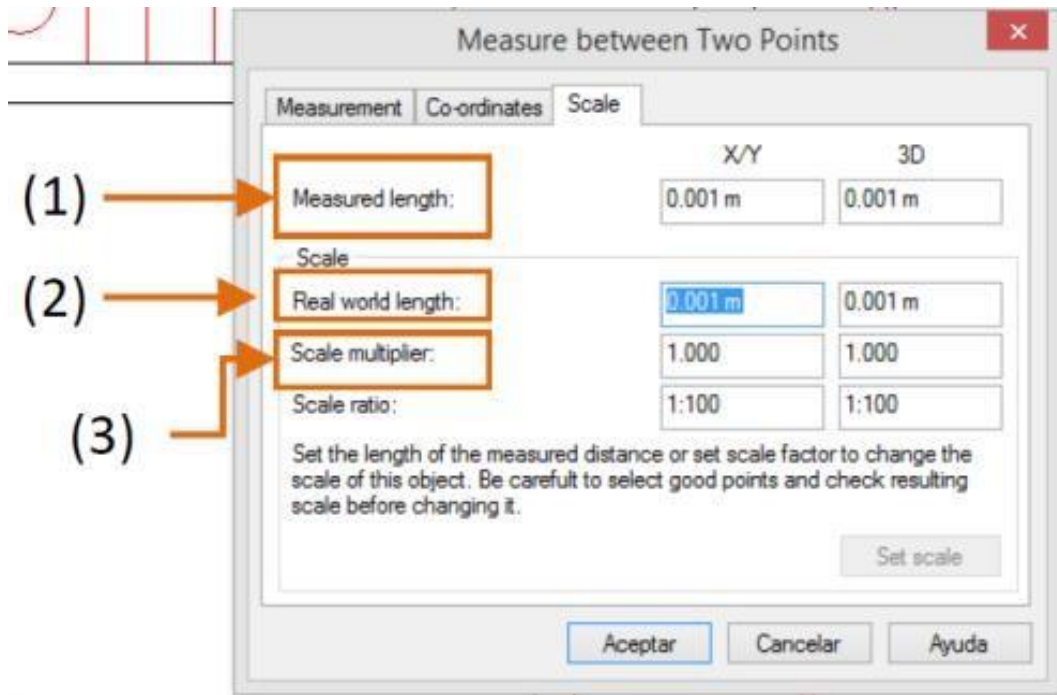 Measure between Two Points
Measurement Co-ordinates Scale
X/Y 3D
(1) Measured length: 0.001 m 0.001 m
Scale
(2) Real world length: 0.001 m 0.001 m
Scale multiplier: 1.000 1.000
Scale ratio: 1:100 1:100
(3)
Set the length of the measured distance or set scale factor to change the
scale of this object. Be carefult to select good points and check resulting
scale before changing it.
Set scale
Aceptar Cancelar Ayuda